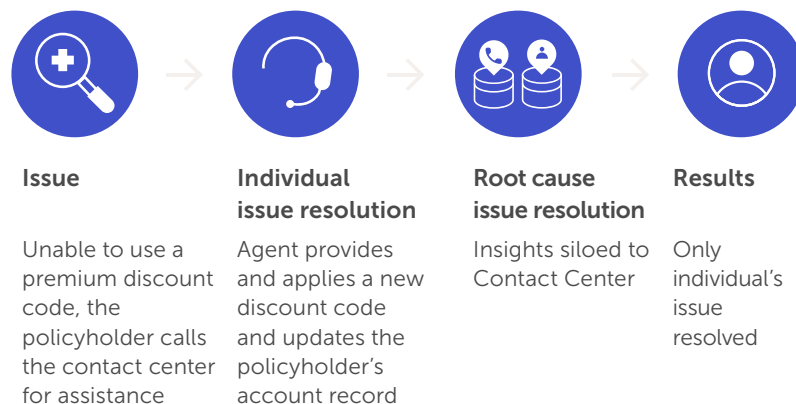 Issue
Unable to use a
premium discount
code, the
policyholder calls
the contact center
for assistance
Individual
issue resolution
Agent provides
and applies a new
discount code
and updates the
policyholder's
account record
Root cause
issue resolution
Insights siloed to
Contact Center
Results
Only
individual's
issue
resolved